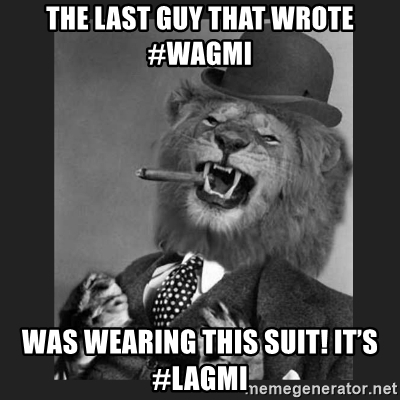 THE LAST GUY THAT WROTE
#WAGMI
WAS WEARING THIS SUIT! IT'S
#LAGMI
memegenerator.net